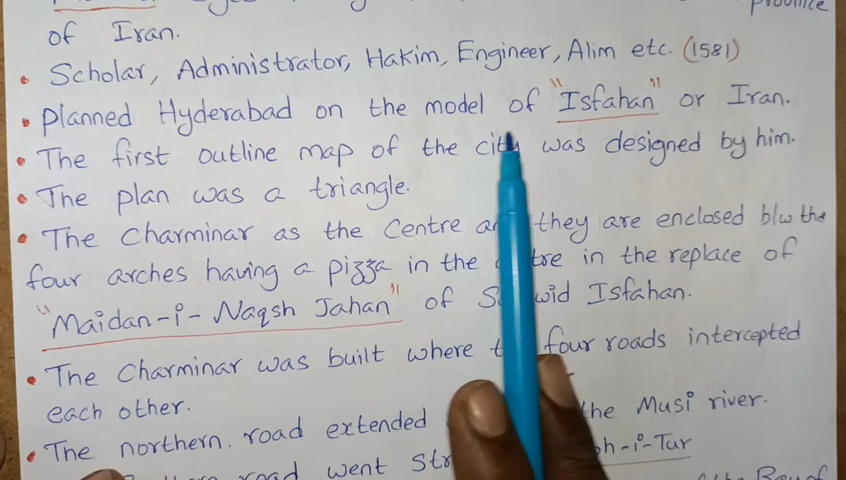 province
of Iran.
• Scholar, Administrator, Hakim, Engineer, Alim etc. (1581)
• Planned Hyderabad on the model of "Isfahan" or Iran.
• The first outline map of the city was designed by him.
• The plan was a triangle.
• The Charminar as the Centre they are enclosed b/w the
four arches having a pizza in the in the replace of
"Maidan-i-Naqsh Jahan" of Isfahan.
• The Charminar was built where four roads intercepted
each other.
• The northern. road extended the Musi river.
road went